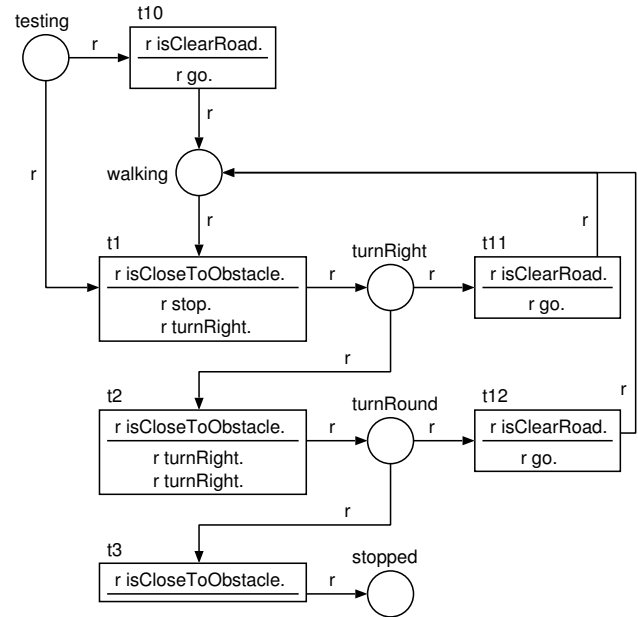 testing
t10
r
r isClearRoad.
r go.
r
r
walking
r
t1
turnRight
t11
r
r isCloseToObstacle.
r
r
r isClearRoad.
r stop.
r go.
r turnRight.
r
t2
turnRound
t12
r
r isCloseToObstacle.
r
r
r isClearRoad.
r turnRight.
r go.
r turnRight.
r
t3
stopped
r isCloseToObstacle.
r